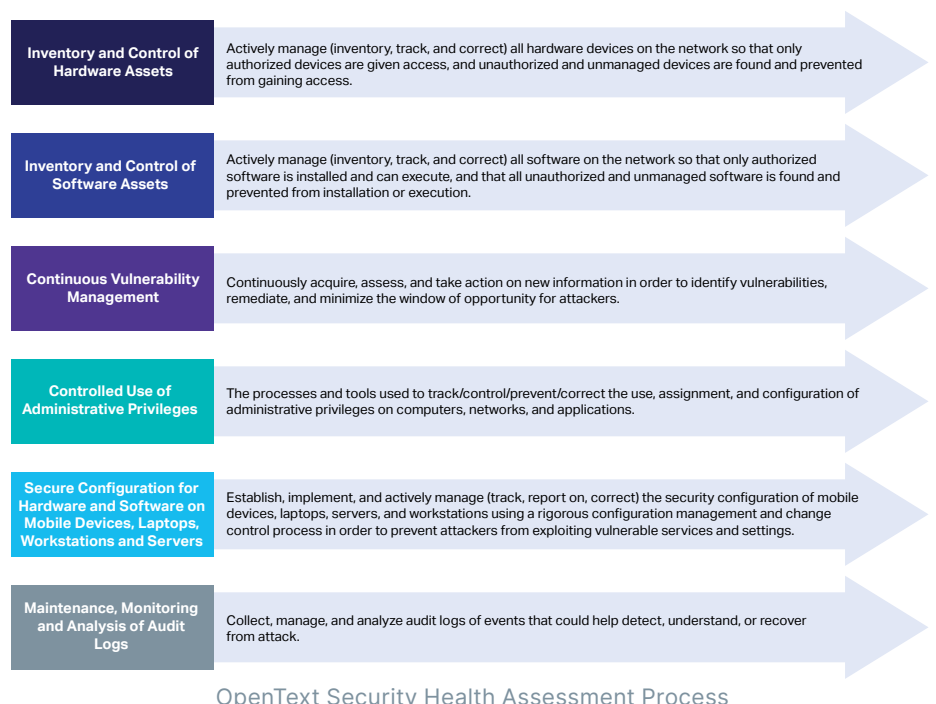 Inventory and Control of
Hardware Assets
Actively manage (inventory, track, and correct) all hardware devices on the network so that only
authorized devices are given access, and unauthorized and unmanaged devices are found and prevented
from gaining access.
Inventory and Control of
Software Assets
Actively manage (inventory, track, and correct) all software on the network so that only authorized
software is installed and can execute, and that all unauthorized and unmanaged software is found and
prevented from installation or execution.
Continuous Vulnerability
Management
Continuously acquire, assess, and take action on new information in order to identify vulnerabilities,
remediate, and minimize the window of opportunity for attackers.
Controlled Use of
Administrative Privileges
The processes and tools used to track/control/prevent/correct the use, assignment, and configuration of
administrative privileges on computers, networks, and applications.
Secure Configuration for
Hardware and Software on
Mobile Devices, Laptops,
Workstations and Servers
Establish, implement, and actively manage (track, report on, correct) the security configuration of mobile
devices, laptops, servers, and workstations using a rigorous configuration management and change
control process in order to prevent attackers from exploiting vulnerable services and settings.
Maintenance, Monitoring
and Analysis of Audit
Logs
Collect, manage, and analyze audit logs of events that could help detect, understand, or recover
from attack.
OpenText Security Health Assessment Process